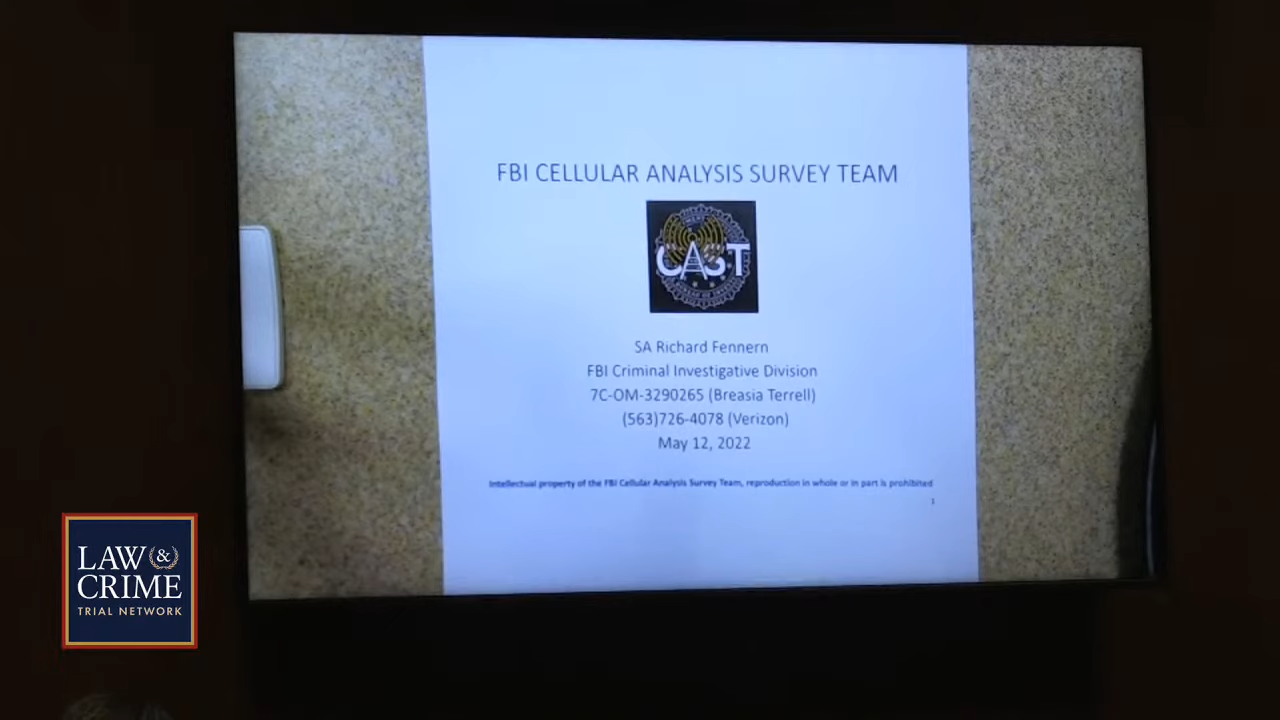 FBI CELLULAR ANALYSIS SURVEY TEAM
CAST
SA Richard Fennern
FBI Criminal Investigative Division
7C-OM-3290265 (Breasia Terrell)
(563)726-4078 (Verizon)
May 12, 2022
Intellectual property of the FBI Cellular Analysis Survey Team, reproduction in whole or in part is prohibited
1
LAW &
CRIME
TRIAL NETWORK